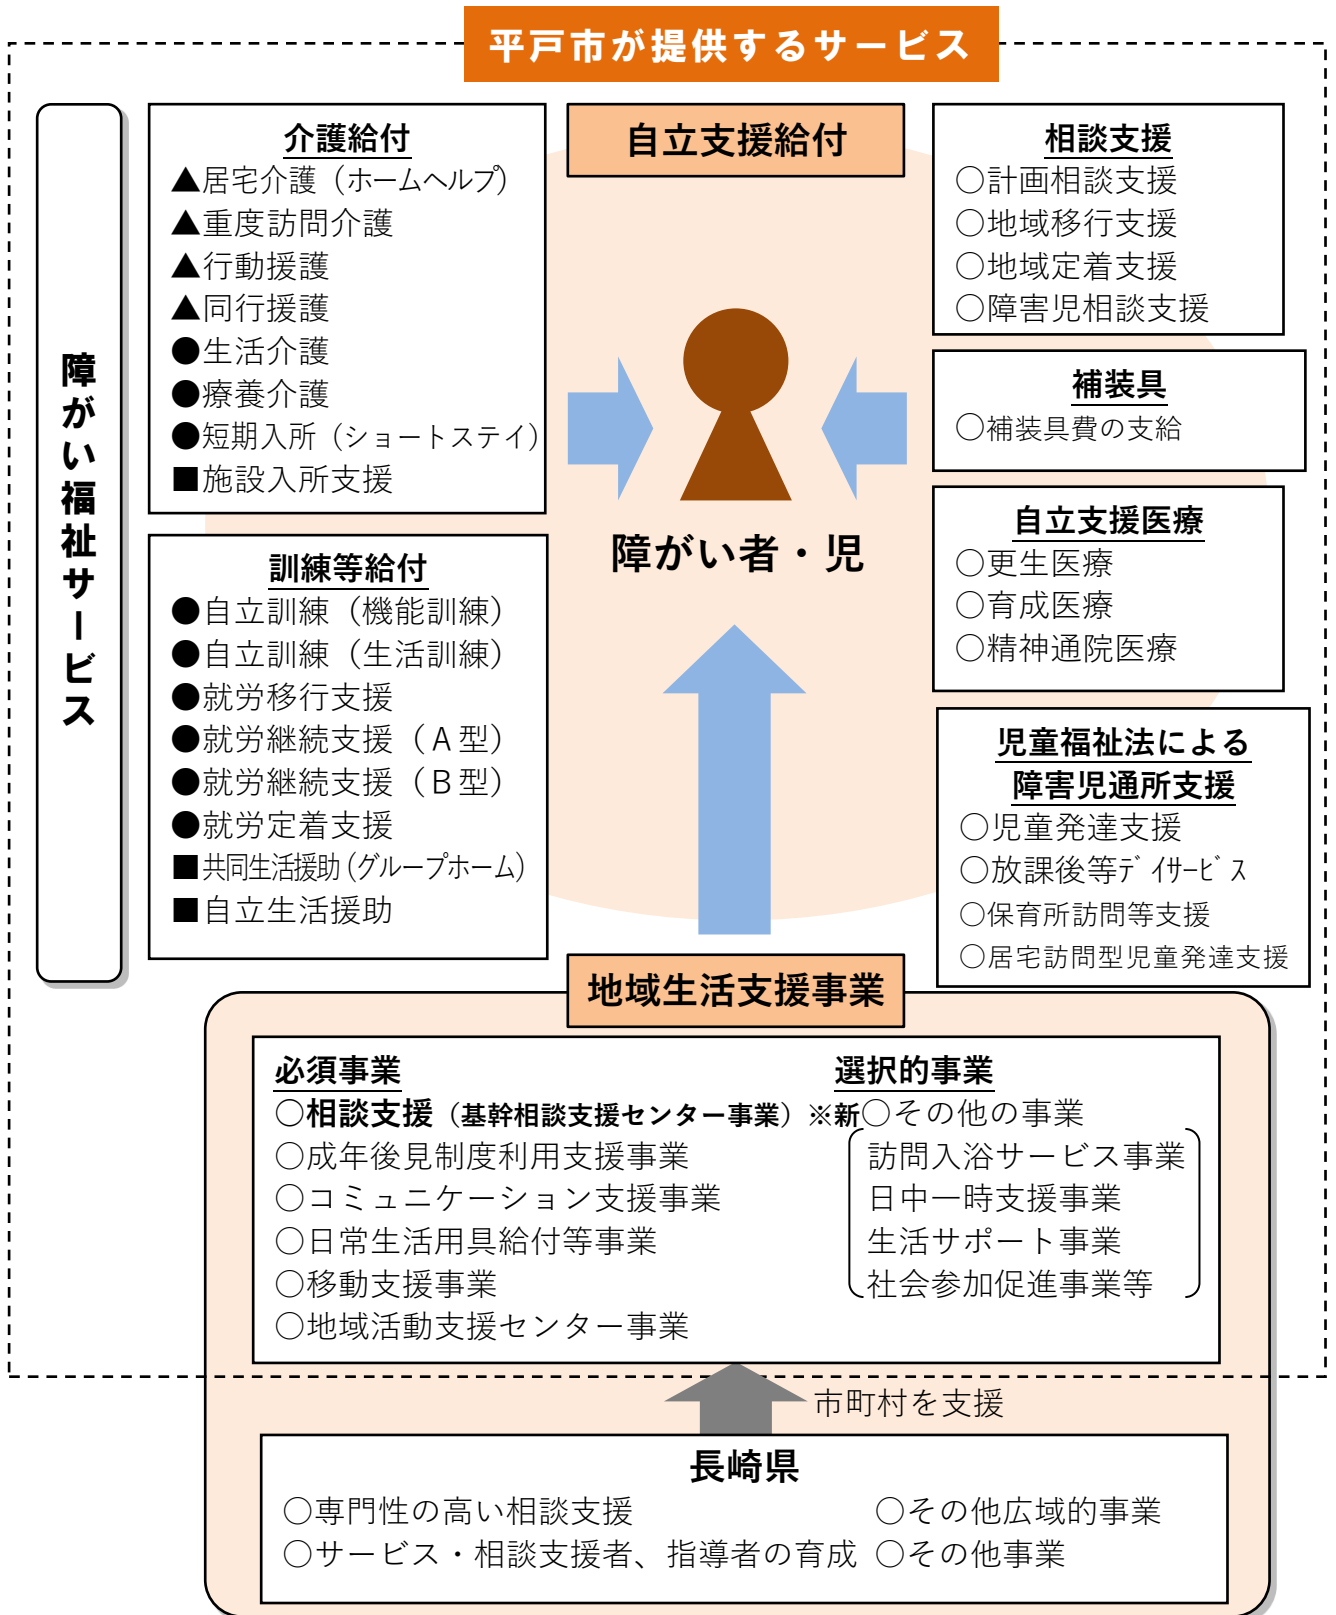 平戸市が提供するサービス
障がい福祉サービス
介護給付
▲居宅介護（ホームヘルプ）
▲重度訪問介護
▲行動援護
▲同行援護
●生活介護
●療養介護
●短期入所（ショートステイ）
■施設入所支援
訓練等給付
●自立訓練（機能訓練）
●自立訓練（生活訓練）
●就労移行支援
●就労継続支援（Ａ型）
●就労継続支援（Ｂ型）
●就労定着支援
■共同生活援助（グループホーム）
■自立生活援助
自立支援給付
障がい者・児
相談支援
○計画相談支援
○地域移行支援
○地域定着支援
○障害児相談支援
補装具
○補装具費の支給
自立支援医療
○更生医療
○育成医療
○精神通院医療
児童福祉法による
障害児通所支援
○児童発達支援
○放課後等ﾃﾞｲｻｰﾋﾞｽ
○保育所訪問等支援
○居宅訪問型児童発達支援
地域生活支援事業
必須事業
○相談支援（基幹相談支援センター事業）※新
○成年後見制度利用支援事業
○コミュニケーション支援事業
○日常生活用具給付等事業
○移動支援事業
○地域活動支援センター事業
選択的事業
○その他の事業
訪問入浴サービス事業
日中一時支援事業
生活サポート事業
社会参加促進事業等
市町村を支援
長崎県
○専門性の高い相談支援
○サービス・相談支援者、指導者の育成
○その他広域的事業
○その他事業